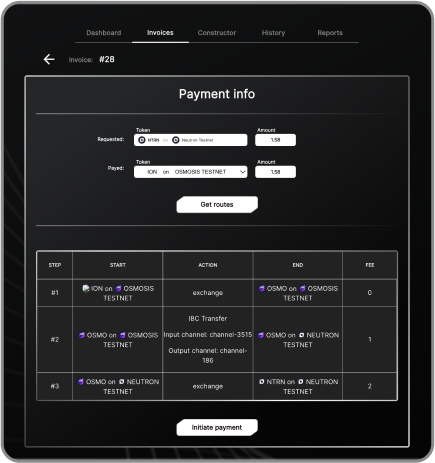 Dashboard Invoices Constructor History Reports
Invoice: #28
Payment info
Token Amount
Requested: NTRN on Neutron Testnet 1.58
Token Amount
Payed: ION on OSMOSIS TESTNET 1.58
Get routes
STEP START ACTION END FEE
#1 ION on OSMOSIS TESTNET exchange OSMO on OSMOSIS TESTNET 0
#2 OSMO on OSMOSIS TESTNET IBC Transfer
Input channel: channel-3515
Output channel: channel-186
OSMO on NEUTRON TESTNET 1
#3 OSMO on NEUTRON TESTNET exchange NTRN on NEUTRON TESTNET 2
Initiate payment